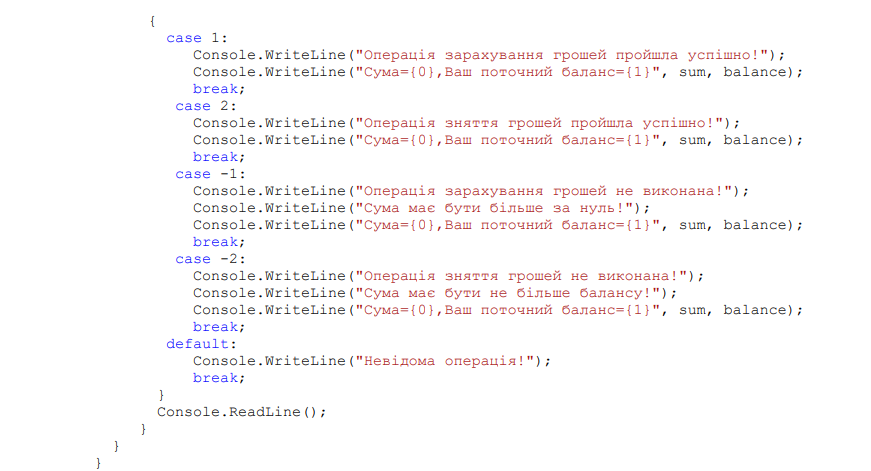 {
case 1:
Console.WriteLine("Операція зарахування грошей пройшла успішно!");
Console.WriteLine("Сума={0},Ваш поточний баланс={1}", sum, balance);
break;
case 2:
Console.WriteLine("Операція зняття грошей пройшла успішно!");
Console.WriteLine("Сума={0},Ваш поточний баланс={1}", sum, balance);
break;
case -1:
Console.WriteLine("Операція зарахування грошей не виконана!");
Console.WriteLine("Сума має бути більше за нуль!");
Console.WriteLine("Сума={0},Ваш поточний баланс={1}", sum, balance);
break;
case -2:
Console.WriteLine("Операція зняття грошей не виконана!");
Console.WriteLine("Сума має бути не більше балансу!");
Console.WriteLine("Сума={0},Ваш поточний баланс={1}", sum, balance);
break;
default:
Console.WriteLine("Невідома операція!");
break;
}
Console.ReadLine();
}
}
}